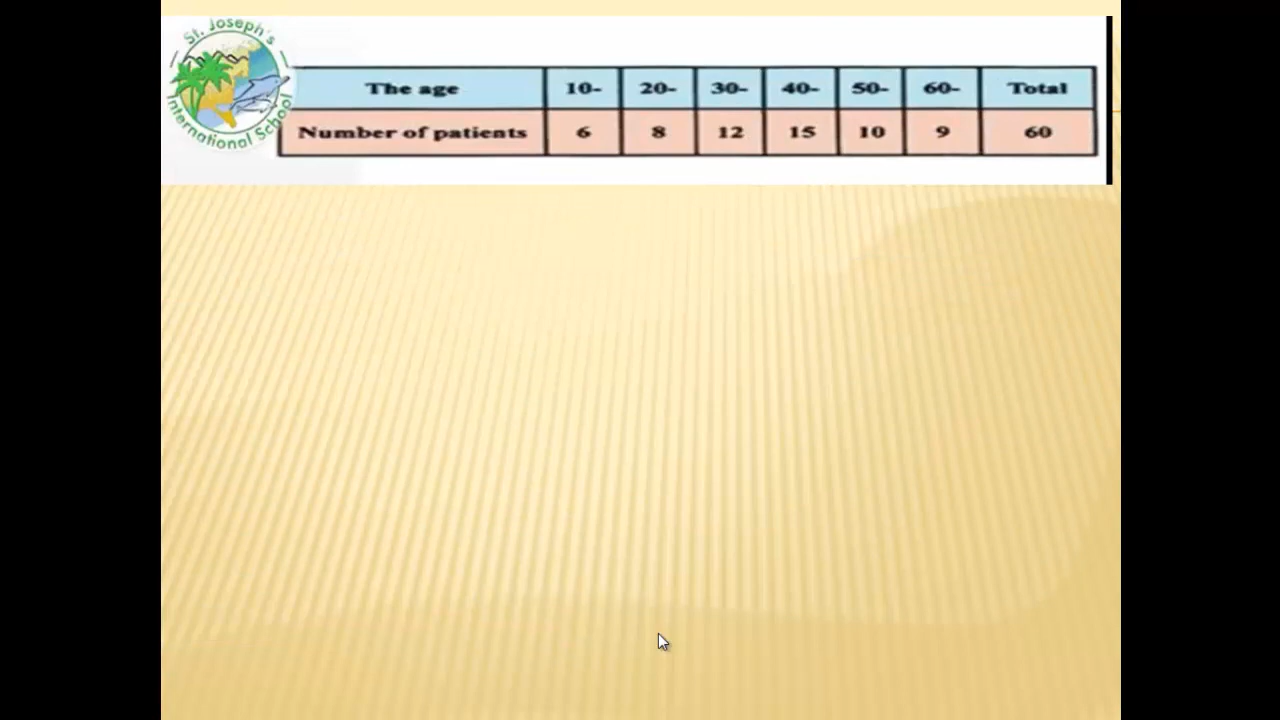 St. Joseph's
International School
The age 10- 20- 30- 40- 50- 60- Total
Number of patients 6 8 12 15 10 9 60